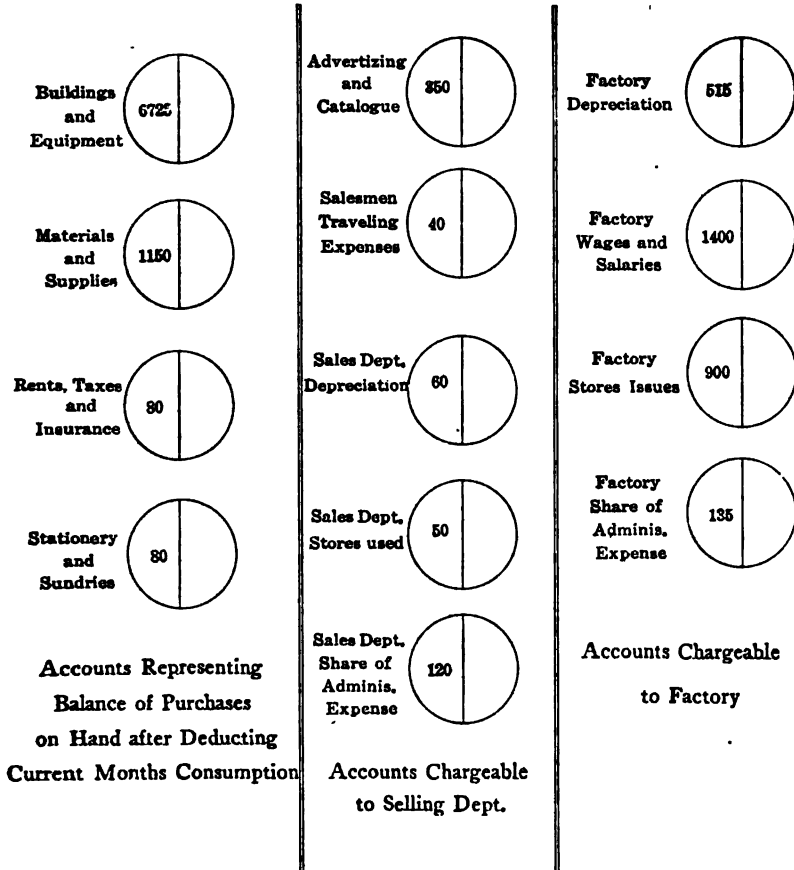 Buildings
and
Equipment
6725
Materials
and
Supplies
1150
Rents, Taxes
and
Insurance
80
Stationery
and
Sundries
80
Accounts Representing
Balance of Purchases
on Hand after Deducting
Current Months Consumption
Advertizing
and
Catalogue
350
Salesmen
Traveling
Expenses
40
Sales Dept.
Depreciation
60
Sales Dept.
Stores used
50
Sales Dept.
Share of
Adminis.
Expense
120
Accounts Chargeable
to Selling Dept.
Factory
Depreciation
515
Factory
Wages and
Salaries
1400
Factory
Stores Issues
900
Factory
Share of
Adminis.
Expense
135
Accounts Chargeable
to Factory